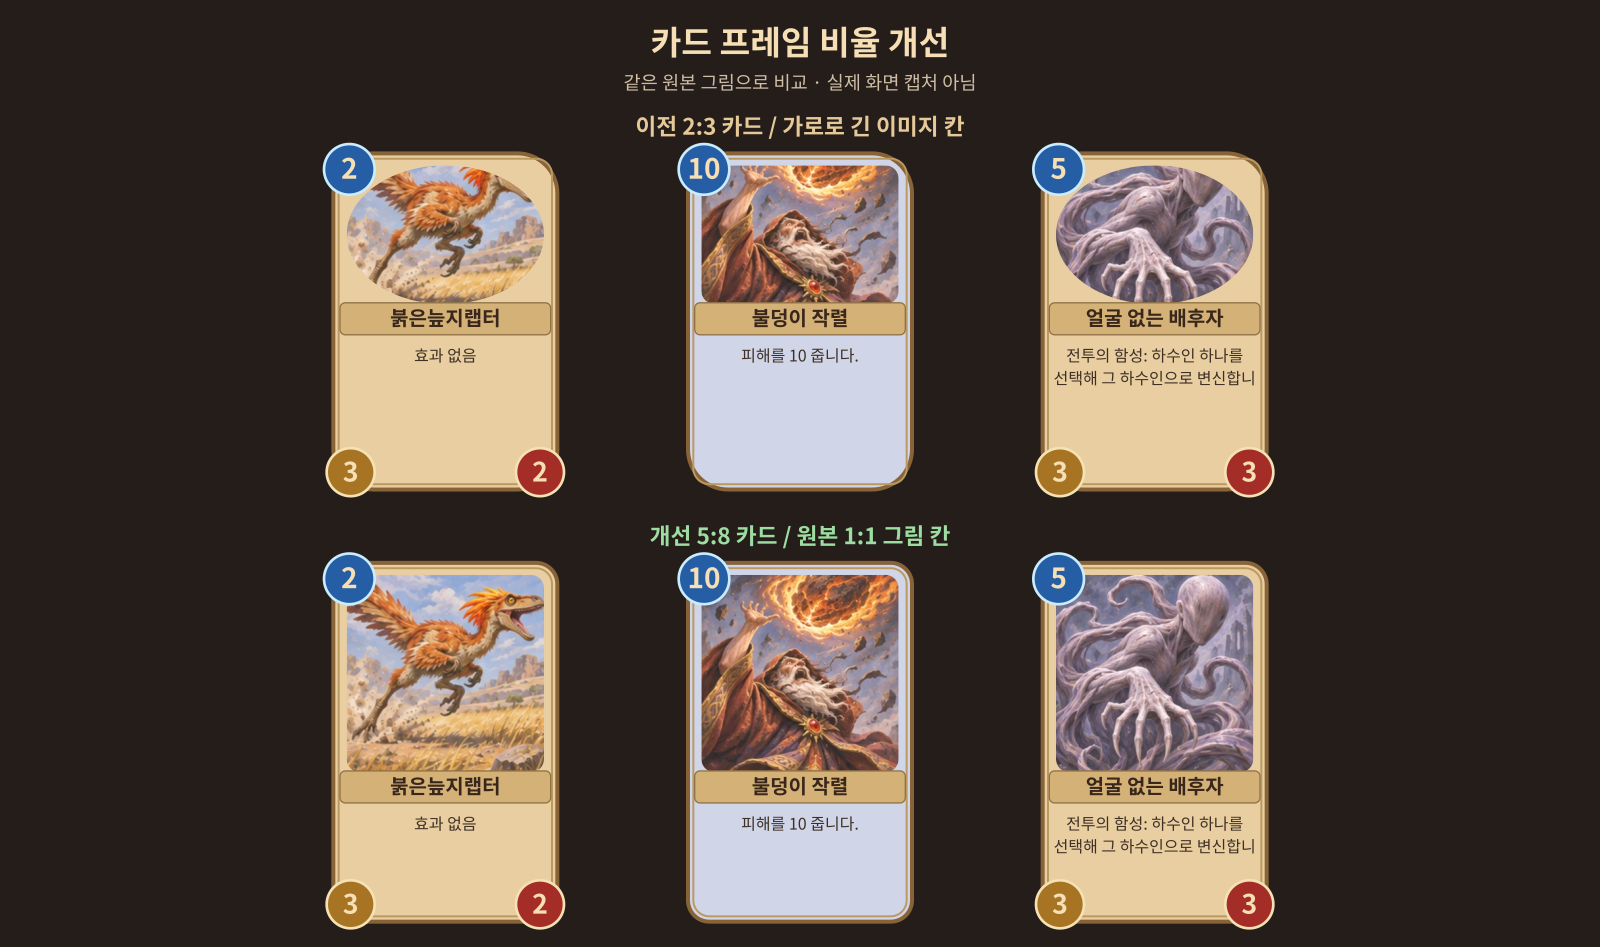 카드 프레임 비율 개선
같은 원본 그림으로 비교 · 실제 화면 캡처 아님
이전 2:3 카드 / 가로로 긴 이미지 칸
2
붉은늪지랩터
효과 없음
3
2
10
불덩이 작렬
피해를 10 줍니다.
5
얼굴 없는 배후자
전투의 함성: 하수인 하나를
선택해 그 하수인으로 변신합니
3
3
개선 5:8 카드 / 원본 1:1 그림 칸
2
붉은늪지랩터
효과 없음
3
2
10
불덩이 작렬
피해를 10 줍니다.
5
얼굴 없는 배후자
전투의 함성: 하수인 하나를
선택해 그 하수인으로 변신합니
3
3